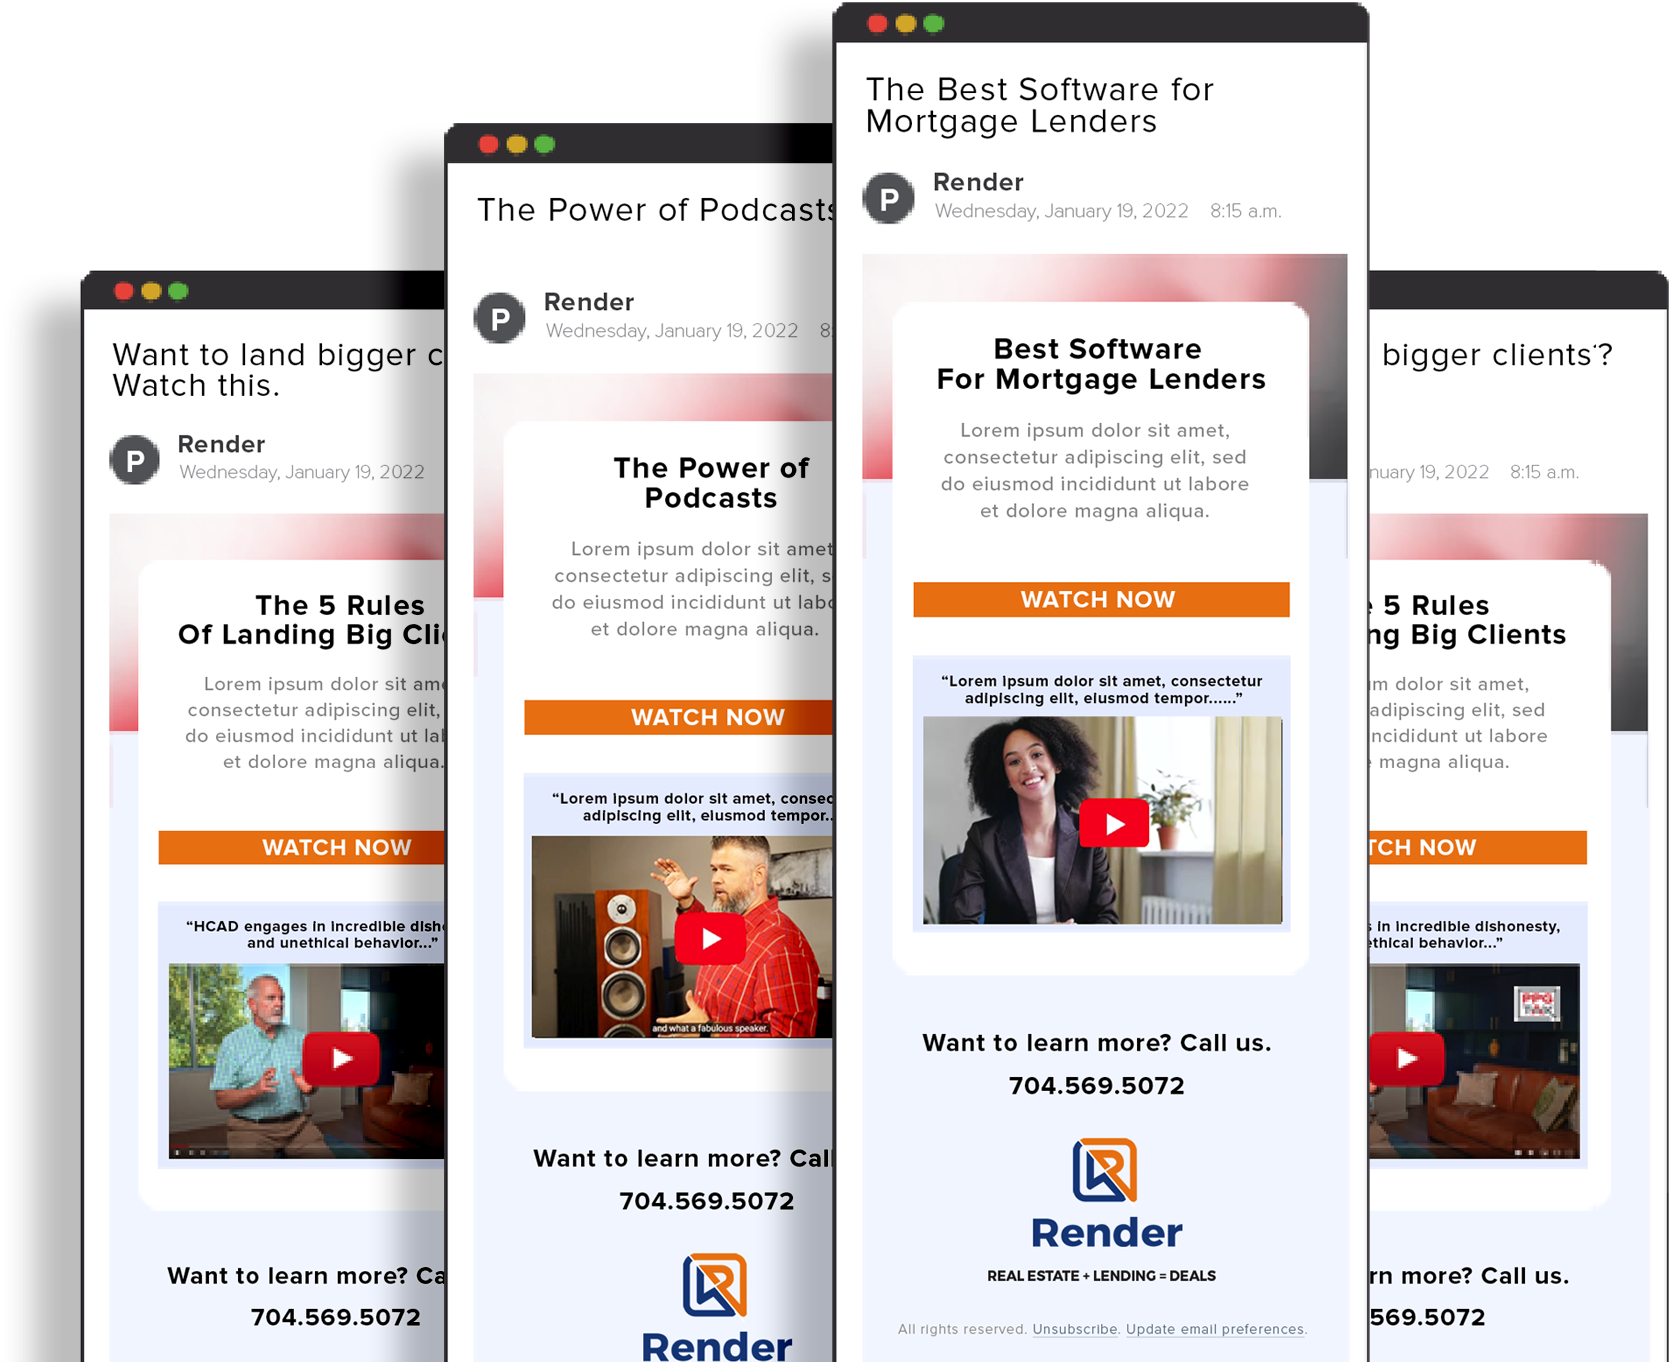 The Best Software for
Mortgage Lenders
P
Render
Wednesday, January 19, 2022 8:15 a.m.
Best Software
For Mortgage Lenders
Lorem ipsum dolor sit amet,
consectetur adipiscing elit, sed
do eiusmod incididunt ut labore
et dolore magna aliqua.
WATCH NOW
“Lorem ipsum dolor sit amet, consectetur
adipiscing elit, eiusmod tempor......”
Want to learn more? Call us.
704.569.5072
Render
REAL ESTATE + LENDING = DEALS
All rights reserved. Unsubscribe. Update email preferences.
The Power of Podcasts
P
Render
Wednesday, January 19, 2022 8:
The Power of
Podcasts
Lorem ipsum dolor sit amet
consectetur adipiscing elit, s
do eiusmod incididunt ut labo
et dolore magna aliqua.
WATCH NOW
“Lorem ipsum dolor sit amet, consec
adipiscing elit, eiusmod tempor..
and what a fabulous speaker.
Want to learn more? Call
704.569.5072
Render
Want to land bigger c
Watch this.
P
Render
Wednesday, January 19, 2022
The 5 Rules
Of Landing Big Clie
Lorem ipsum dolor sit ame
consectetur adipiscing elit,
do eiusmod incididunt ut lab
et dolore magna aliqua.
WATCH NOW
“HCAD engages in incredible disho
and unethical behavior...”
Want to learn more? Ca
704.569.5072
bigger clients'?
nuary 19, 2022 8:15 a.m.
e 5 Rules
ng Big Clients
m dolor sit amet,
adipiscing elit, sed
ncididunt ut labore
e magna aliqua.
TCH NOW
s in incredible dishonesty,
ethical behavior...”
rn more? Call us.
569.5072